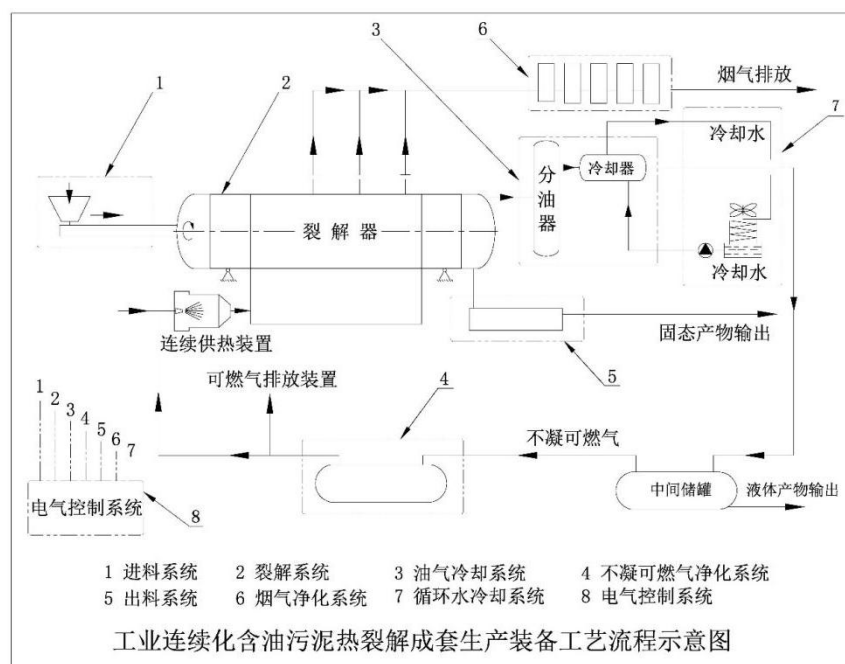 3
6
烟气排放
1
2
7
冷却水
分油器
冷却器
裂解器
冷却水
连续供热装置
固态产物输出
5
可燃气排放装置
4
不凝可燃气
1
2
3
4
5
6
7
中间储罐
液体产物输出
电气控制系统
8
1 进料系统 2 裂解系统 3 油气冷却系统 4 不凝可燃气净化系统
5 出料系统 6 烟气净化系统 7 循环水冷却系统 8 电气控制系统
工业连续化含油污泥热裂解成套生产装备工艺流程示意图